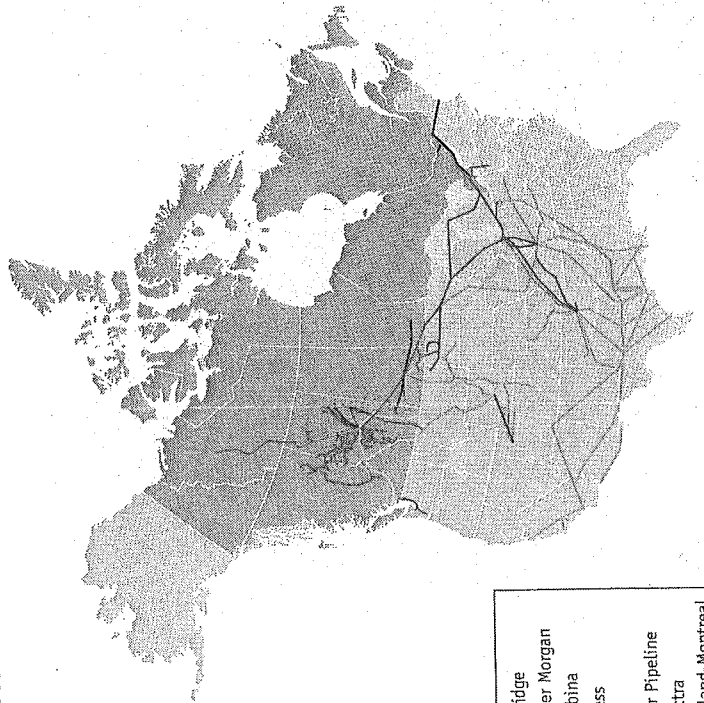 idge
er Morgan
bina
ss
r Pipeline
ctra
land-Montreal